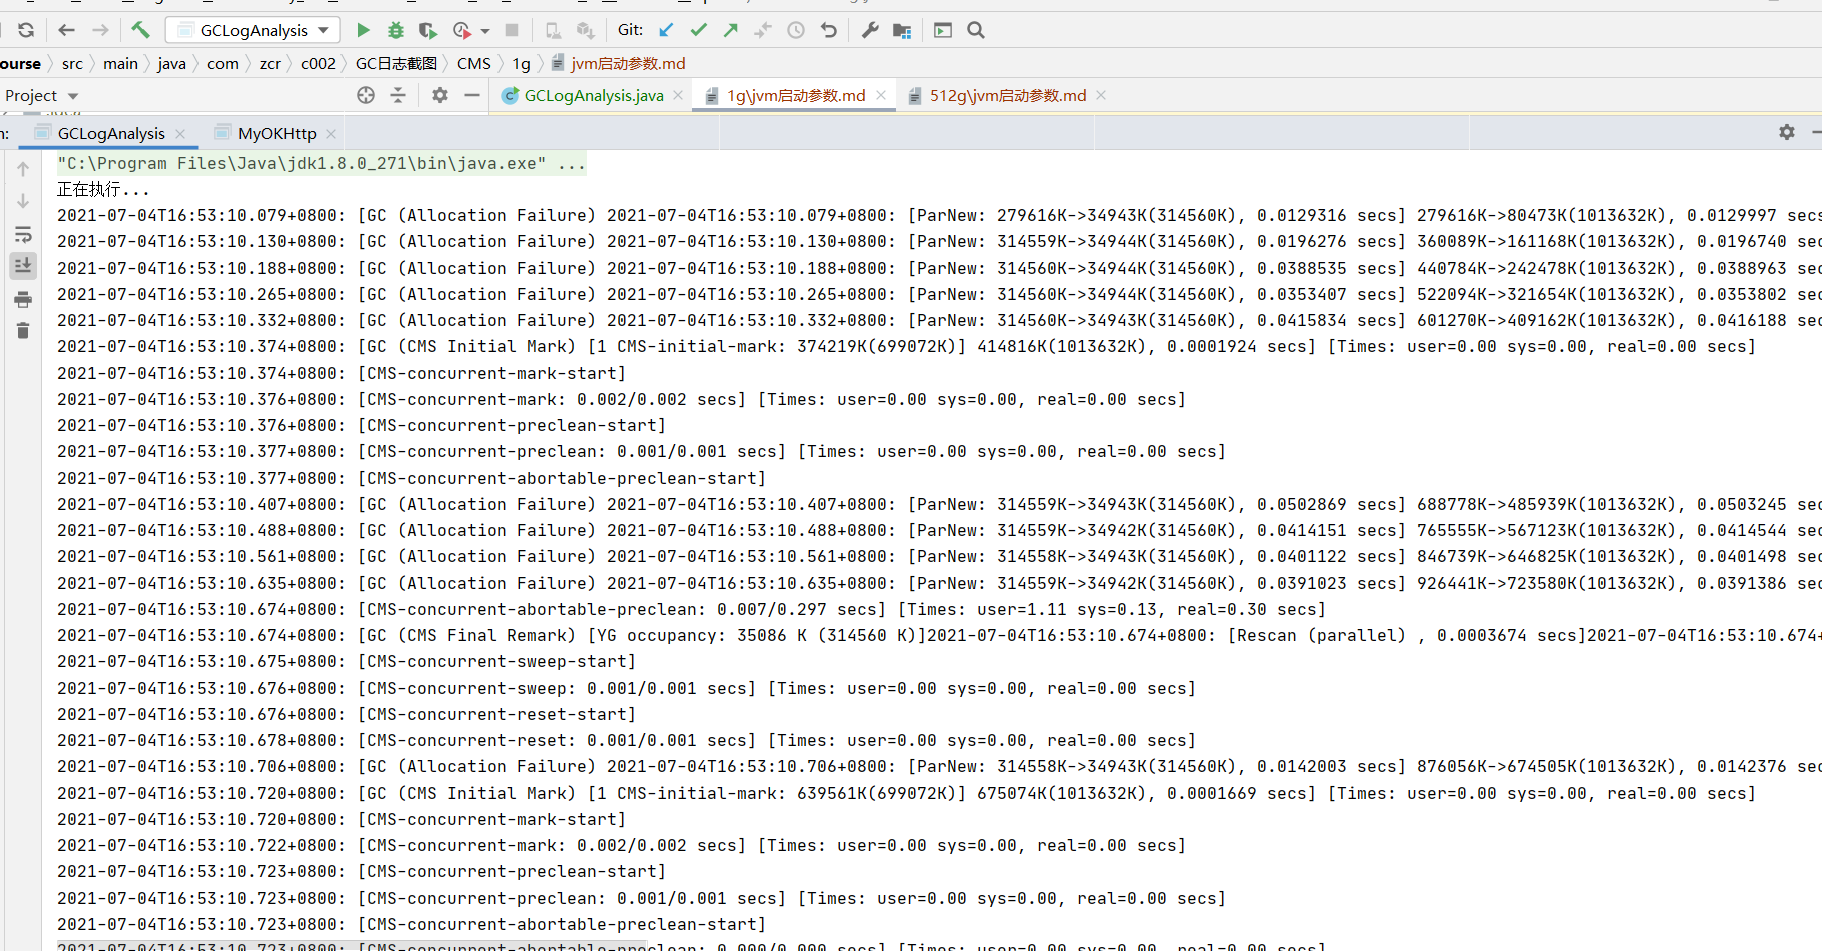 GCLogAnalysis Git:
ourse src main java com zcr c002 GC日志截图 CMS 1g jvm启动参数.md
Project GCLogAnalysis.java 1g\jvm启动参数.md 512g\jvm启动参数.md
n: GCLogAnalysis MyOKHttp
"C:\Program Files\Java\jdk1.8.0_271\bin\java.exe" ...
正在执行...
2021-07-04T16:53:10.079+0800: [GC (Allocation Failure) 2021-07-04T16:53:10.079+0800: [ParNew: 279616K->34943K(314560K), 0.0129316 secs] 279616K->80473K(1013632K), 0.0129997 secs
2021-07-04T16:53:10.130+0800: [GC (Allocation Failure) 2021-07-04T16:53:10.130+0800: [ParNew: 314559K->34944K(314560K), 0.0196276 secs] 360089K->161168K(1013632K), 0.0196740 sec
2021-07-04T16:53:10.188+0800: [GC (Allocation Failure) 2021-07-04T16:53:10.188+0800: [ParNew: 314560K->34944K(314560K), 0.0388535 secs] 440784K->242478K(1013632K), 0.0388963 sec
2021-07-04T16:53:10.265+0800: [GC (Allocation Failure) 2021-07-04T16:53:10.265+0800: [ParNew: 314560K->34944K(314560K), 0.0353407 secs] 522094K->321654K(1013632K), 0.0353802 sec
2021-07-04T16:53:10.332+0800: [GC (Allocation Failure) 2021-07-04T16:53:10.332+0800: [ParNew: 314560K->34943K(314560K), 0.0415834 secs] 601270K->409162K(1013632K), 0.0416188 sec
2021-07-04T16:53:10.374+0800: [GC (CMS Initial Mark) [1 CMS-initial-mark: 374219K(699072K)] 414816K(1013632K), 0.0001924 secs] [Times: user=0.00 sys=0.00, real=0.00 secs]
2021-07-04T16:53:10.374+0800: [CMS-concurrent-mark-start]
2021-07-04T16:53:10.376+0800: [CMS-concurrent-mark: 0.002/0.002 secs] [Times: user=0.00 sys=0.00, real=0.00 secs]
2021-07-04T16:53:10.376+0800: [CMS-concurrent-preclean-start]
2021-07-04T16:53:10.377+0800: [CMS-concurrent-preclean: 0.001/0.001 secs] [Times: user=0.00 sys=0.00, real=0.00 secs]
2021-07-04T16:53:10.377+0800: [CMS-concurrent-abortable-preclean-start]
2021-07-04T16:53:10.407+0800: [GC (Allocation Failure) 2021-07-04T16:53:10.407+0800: [ParNew: 314559K->34943K(314560K), 0.0502869 secs] 688778K->485939K(1013632K), 0.0503245 sec
2021-07-04T16:53:10.488+0800: [GC (Allocation Failure) 2021-07-04T16:53:10.488+0800: [ParNew: 314559K->34942K(314560K), 0.0414151 secs] 765555K->567123K(1013632K), 0.0414544 sec
2021-07-04T16:53:10.561+0800: [GC (Allocation Failure) 2021-07-04T16:53:10.561+0800: [ParNew: 314558K->34943K(314560K), 0.0401122 secs] 846739K->646825K(1013632K), 0.0401498 sec
2021-07-04T16:53:10.635+0800: [GC (Allocation Failure) 2021-07-04T16:53:10.635+0800: [ParNew: 314559K->34942K(314560K), 0.0391023 secs] 926441K->723580K(1013632K), 0.0391386 sec
2021-07-04T16:53:10.674+0800: [CMS-concurrent-abortable-preclean: 0.007/0.297 secs] [Times: user=1.11 sys=0.13, real=0.30 secs]
2021-07-04T16:53:10.674+0800: [GC (CMS Final Remark) [YG occupancy: 35086 K (314560 K)]2021-07-04T16:53:10.674+0800: [Rescan (parallel) , 0.0003674 secs]2021-07-04T16:53:10.674+
2021-07-04T16:53:10.675+0800: [CMS-concurrent-sweep-start]
2021-07-04T16:53:10.676+0800: [CMS-concurrent-sweep: 0.001/0.001 secs] [Times: user=0.00 sys=0.00, real=0.00 secs]
2021-07-04T16:53:10.676+0800: [CMS-concurrent-reset-start]
2021-07-04T16:53:10.678+0800: [CMS-concurrent-reset: 0.001/0.001 secs] [Times: user=0.00 sys=0.00, real=0.00 secs]
2021-07-04T16:53:10.706+0800: [GC (Allocation Failure) 2021-07-04T16:53:10.706+0800: [ParNew: 314558K->34943K(314560K), 0.0142003 secs] 876056K->674505K(1013632K), 0.0142376 sec
2021-07-04T16:53:10.720+0800: [GC (CMS Initial Mark) [1 CMS-initial-mark: 639561K(699072K)] 675074K(1013632K), 0.0001669 secs] [Times: user=0.00 sys=0.00, real=0.00 secs]
2021-07-04T16:53:10.720+0800: [CMS-concurrent-mark-start]
2021-07-04T16:53:10.722+0800: [CMS-concurrent-mark: 0.002/0.002 secs] [Times: user=0.00 sys=0.00, real=0.00 secs]
2021-07-04T16:53:10.723+0800: [CMS-concurrent-preclean-start]
2021-07-04T16:53:10.723+0800: [CMS-concurrent-preclean: 0.001/0.001 secs] [Times: user=0.00 sys=0.00, real=0.00 secs]
2021-07-04T16:53:10.723+0800: [CMS-concurrent-abortable-preclean-start]
2021-07-04T16:53:10.723+0800: [CMS-concurrent-abortable-preclean: 0.000/0.000 secs] [Times: user=0.00 sys=0.00, real=0.00 secs]